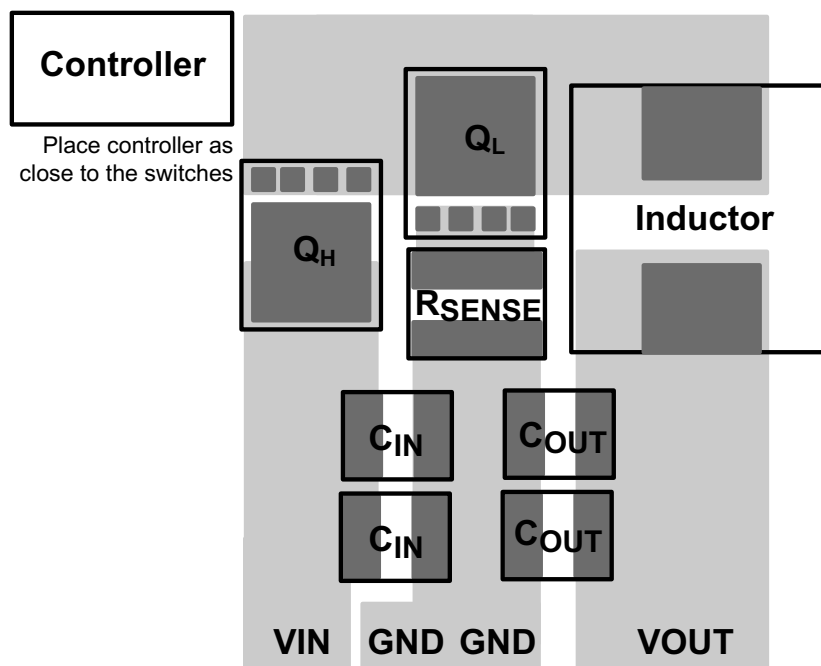 Controller
Place controller as
close to the switches
QL
QH
Inductor
RSENSE
CIN
COUT
CIN
COUT
VIN GND GND VOUT